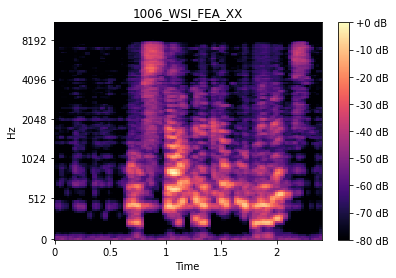 1006_WSI_FEA_XX
+0 dB
8192
-10 dB
4096
-20 dB
-30 dB
2048
-40 dB
Hz
1024
-50 dB
512
-60 dB
-70 dB
0
-80 dB
0 0.5 1 1.5 2
Time